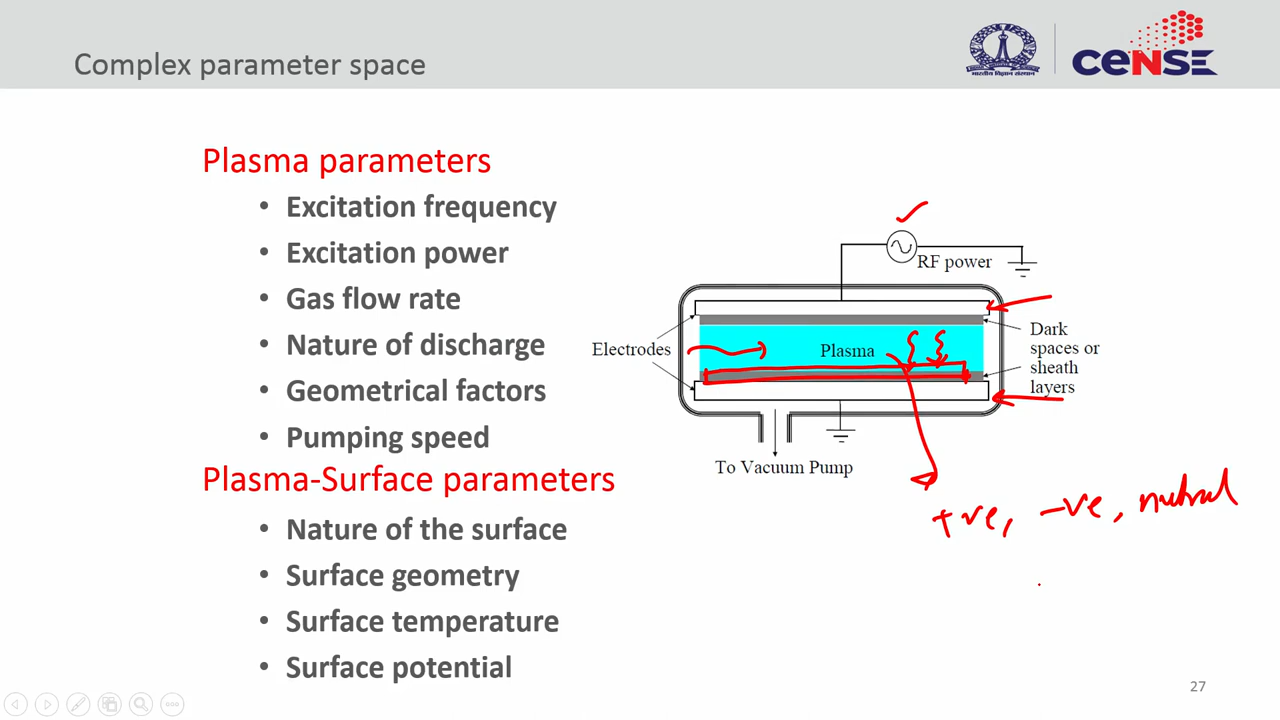 Complex parameter space
भारतीय विज्ञान संस्थान
ceNSE
Plasma parameters
• Excitation frequency
• Excitation power
• Gas flow rate
• Nature of discharge
• Geometrical factors
• Pumping speed
Plasma-Surface parameters
• Nature of the surface
• Surface geometry
• Surface temperature
• Surface potential
RF power
Electrodes
Plasma
Dark
spaces or
sheath
layers
To Vacuum Pump
+ve, -ve, neutral
27